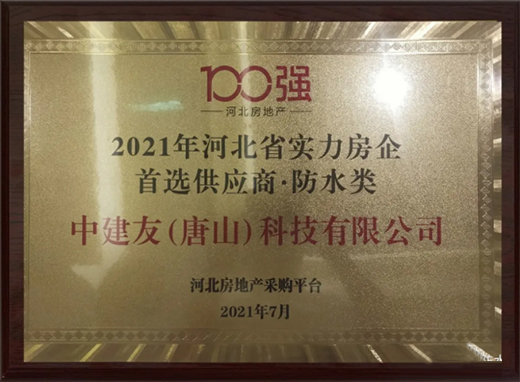 100强
河北房地产
2021年河北省实力房企
首选供应商·防水类
中建友(唐山)科技有限公司
河北房地产采购平台
2021年7月